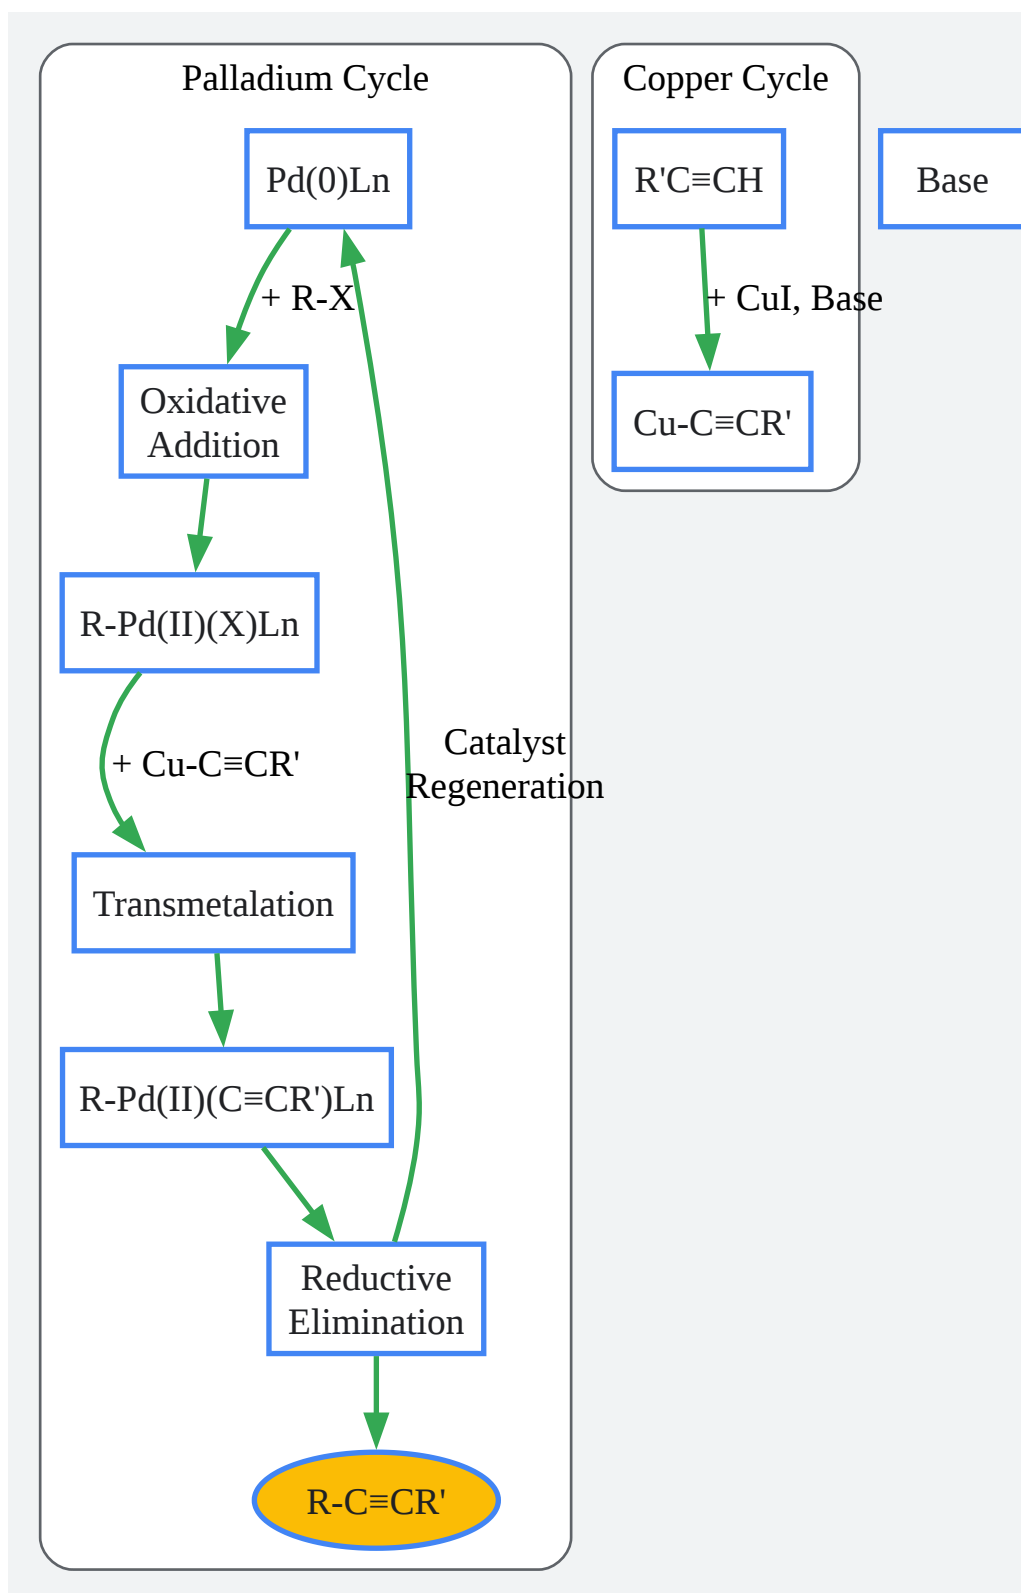 Palladium Cycle
Pd(0)Ln
+ R-X
Oxidative
Addition
R-Pd(II)(X)Ln
+ Cu-C≡CR'
Transmetalation
R-Pd(II)(C≡CR')Ln
Catalyst
Regeneration
Reductive
Elimination
R-C≡CR'
Copper Cycle
R'C≡CH
+ CuI, Base
Cu-C≡CR'
Base